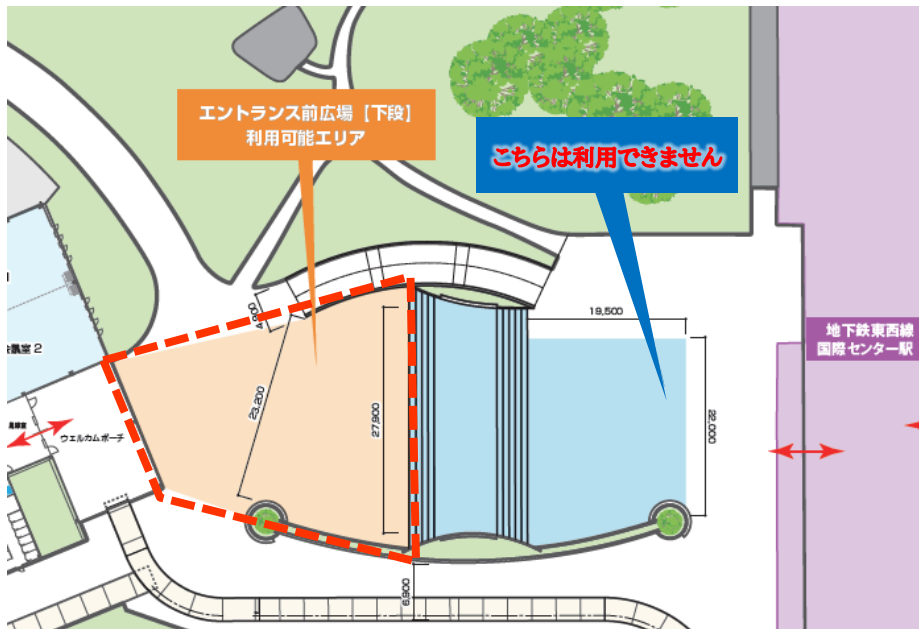 エントランス前広場【下段】
利用可能エリア
こちらは利用できません
19,500
4,800
地下鉄東西線
国際センター駅
会議室 2
23,200
27,900
22,000
ウェルカムポーチ
6,900